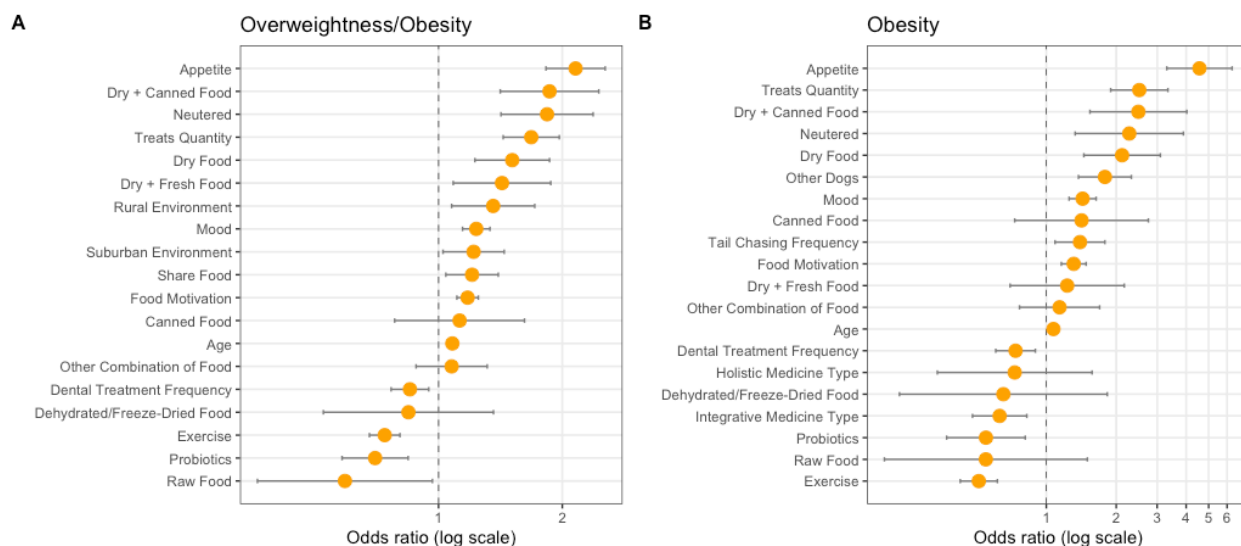 A
Overweightness/Obesity
Appetite
Dry + Canned Food
Neutered
Treats Quantity
Dry Food
Dry + Fresh Food
Rural Environment
Mood
Suburban Environment
Share Food
Food Motivation
Canned Food
Age
Other Combination of Food
Dental Treatment Frequency
Dehydrated/Freeze-Dried Food
Exercise
Probiotics
Raw Food
1 2
Odds ratio (log scale)
B
Obesity
Appetite
Treats Quantity
Dry + Canned Food
Neutered
Dry Food
Other Dogs
Mood
Canned Food
Tail Chasing Frequency
Food Motivation
Dry + Fresh Food
Other Combination of Food
Age
Dental Treatment Frequency
Holistic Medicine Type
Dehydrated/Freeze-Dried Food
Integrative Medicine Type
Probiotics
Raw Food
Exercise
1 2 3 4 5 6
Odds ratio (log scale)